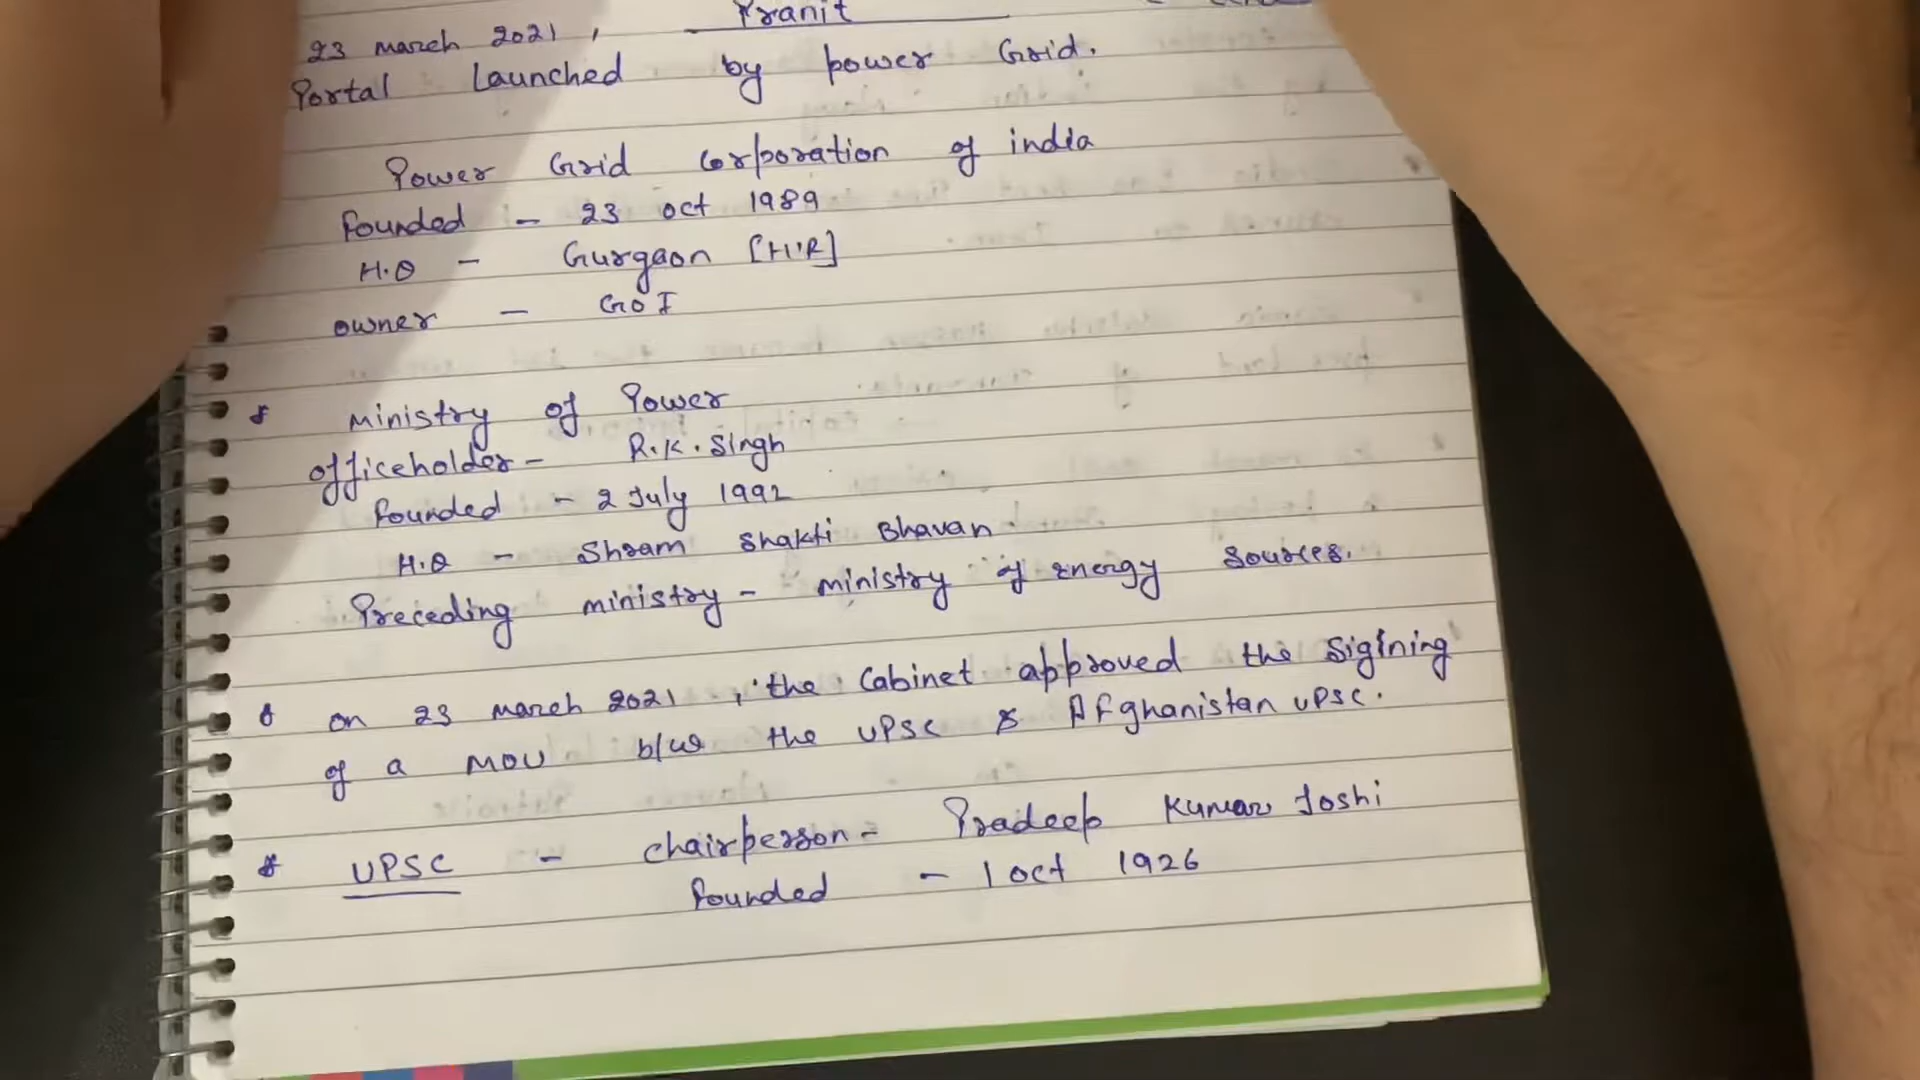 23 march 2021, Pranit
Portal Launched by power Grid.
Power Grid Corporation of india
founded - 23 oct 1989
H.Q - Gurgaon [H.R]
owner - GOI
* ministry of Power
officeholder - R.K. Singh
founded - 2 July 1992
H.Q - Shram Shakti Bhavan
Preceding ministry - ministry of Energy sources.
* on 23 march 2021, the Cabinet approved the Sigining
of a MOU b/w the UPSC & Afghanistan UPSC.
* UPSC - chairperson - Pradeep Kumar Joshi
founded - 1 oct 1926